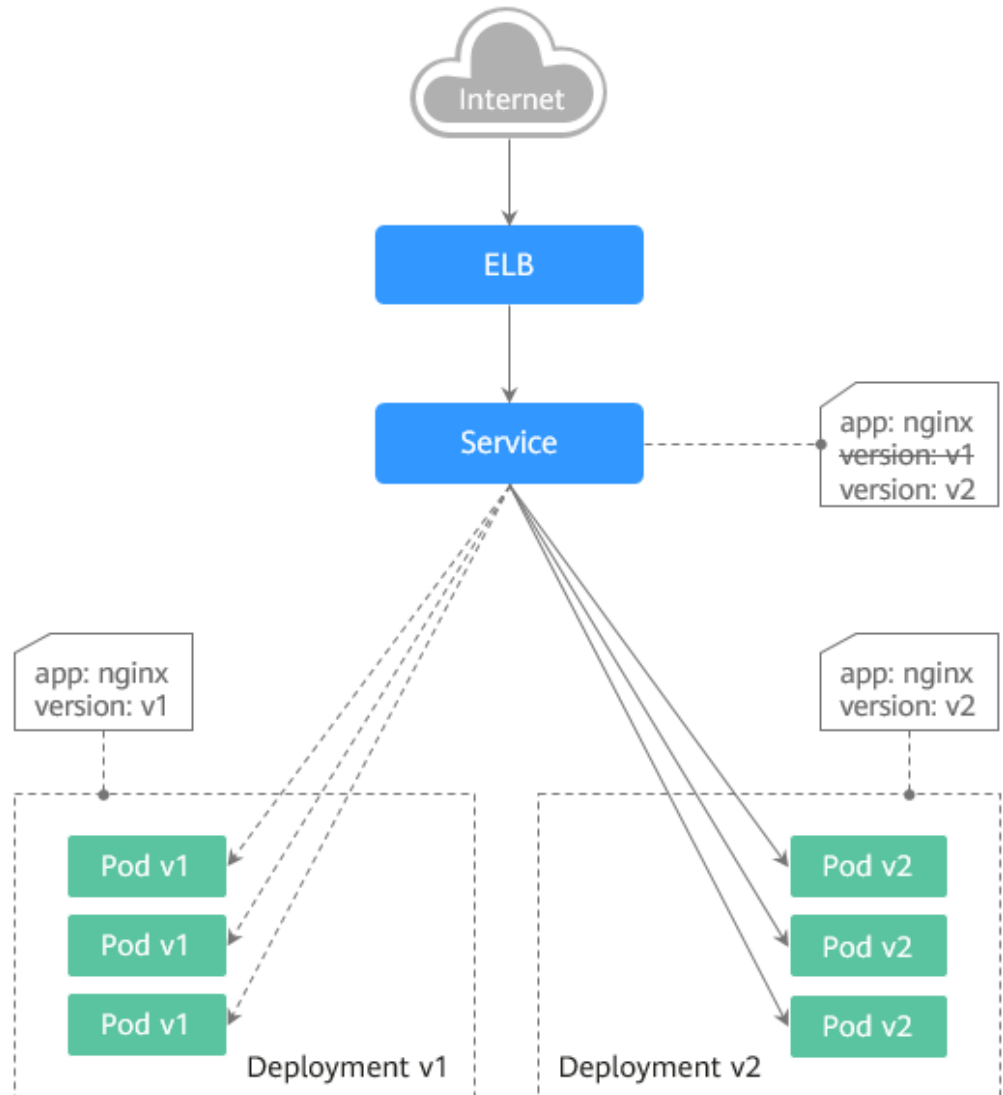 Internet
ELB
Service
app: nginx
version: v1
version: v2
app: nginx
version: v1
app: nginx
version: v2
Pod v1
Pod v1
Pod v1
Deployment v1
Pod v2
Pod v2
Pod v2
Deployment v2